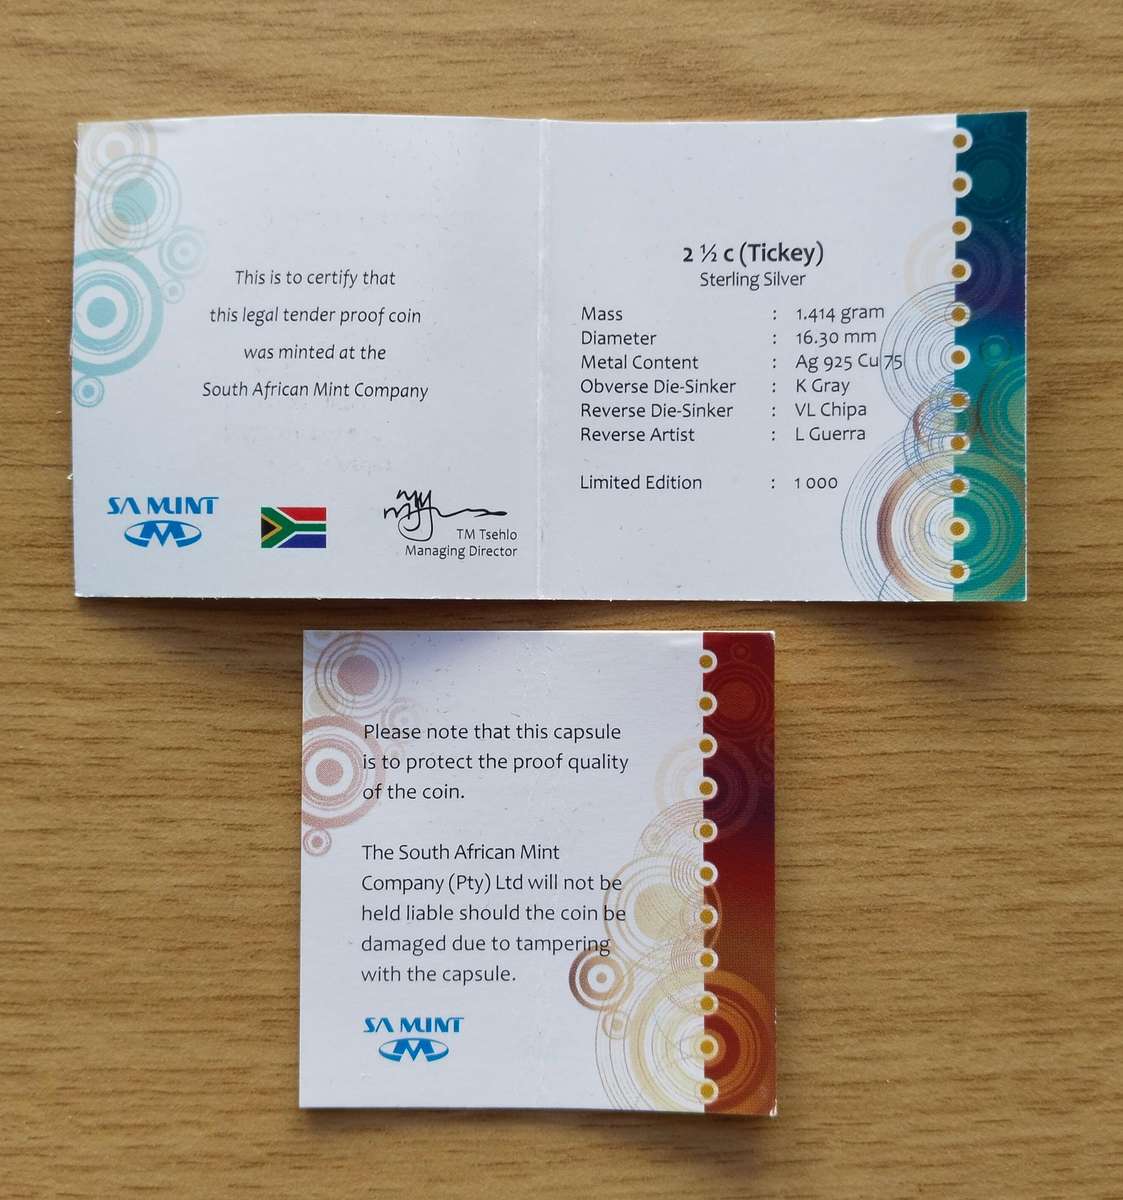 This is to certify that
this legal tender proof coin
was minted at the
South African Mint Company
SA MINT
TM Tsehlo
Managing Director
2 ½ c (Tickey)
Sterling Silver
Mass : 1.414 gram
Diameter : 16.30 mm
Metal Content : Ag 925 Cu 75
Obverse Die-Sinker : K Gray
Reverse Die-Sinker : VL Chipa
Reverse Artist : L Guerra
Limited Edition : 1 000
Please note that this capsule
is to protect the proof quality
of the coin.
The South African Mint
Company (Pty) Ltd will not be
held liable should the coin be
damaged due to tampering
with the capsule.
SA MINT